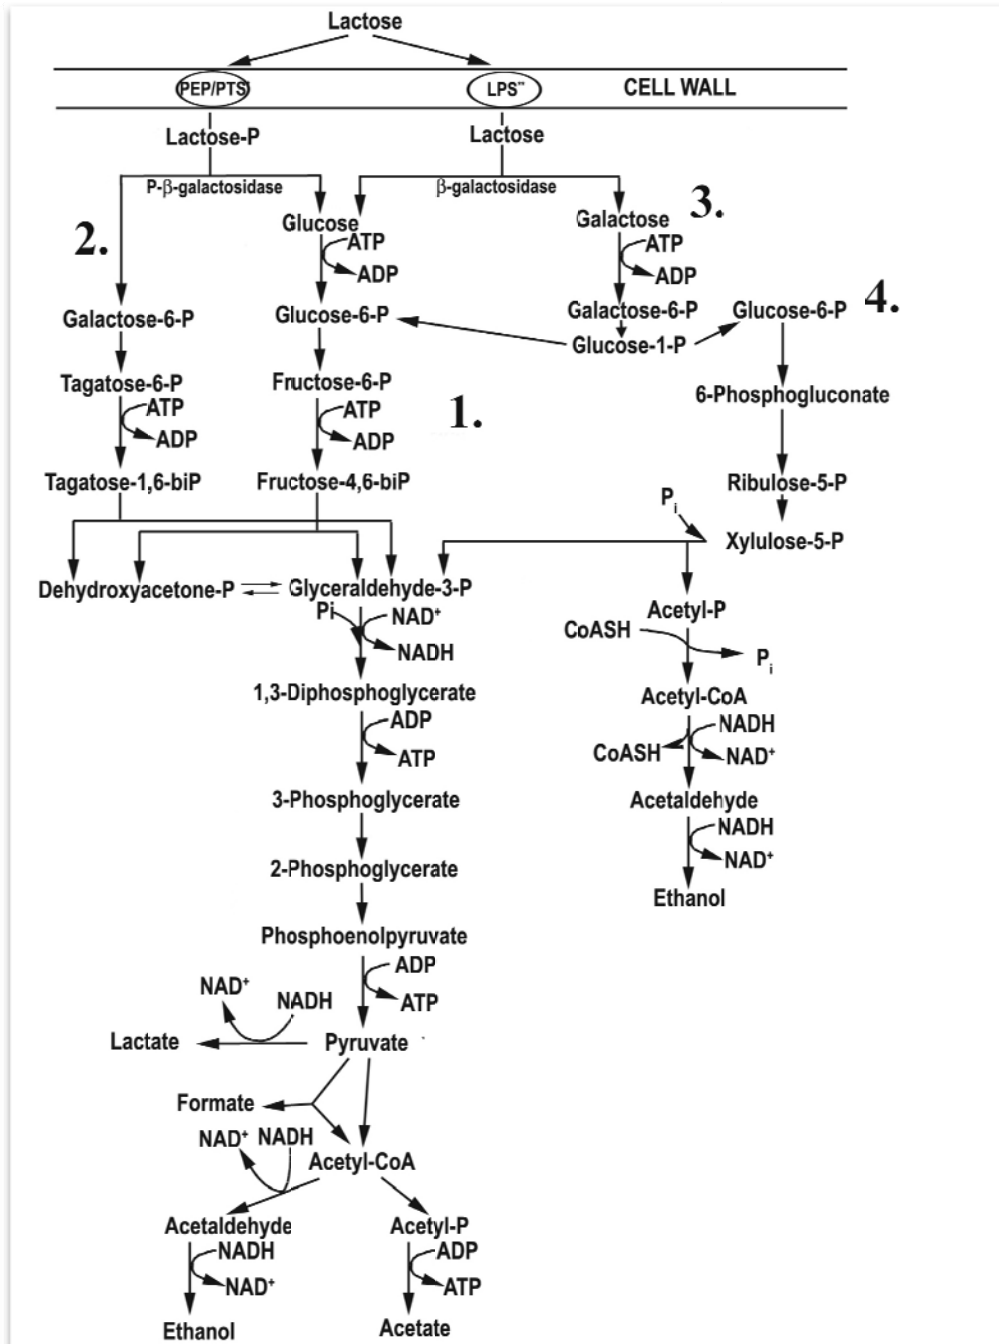 Lactose
PEP/PTS
LPS
CELL WALL
Lactose-P
Lactose
P-β-galactosidase
β-galactosidase
3.
2.
Glucose
Galactose
ATP
ATP
ADP
ADP
4.
Galactose-6-P
Glucose-6-P
Galactose-6-P
Glucose-6-P
Glucose-1-P
Tagatose-6-P
Fructose-6-P
6-Phosphogluconate
ATP
ATP
1.
ADP
ADP
Tagatose-1,6-biP
Fructose-4,6-biP
Ribulose-5-P
Pi
Xylulose-5-P
Dehydroxyacetone-P
Glyceraldehyde-3-P
Pi
NAD+
Acetyl-P
CoASH
NADH
Pi
1,3-Diphosphoglycerate
Acetyl-CoA
ADP
NADH
ATP
CoASH
NAD+
3-Phosphoglycerate
Acetaldehyde
NADH
NAD+
2-Phosphoglycerate
Ethanol
Phosphoenolpyruvate
ADP
NAD+
NADH
ATP
Lactate
Pyruvate
Formate
NAD+
NADH
Acetyl-CoA
Acetaldehyde
Acetyl-P
NADH
ADP
NAD+
ATP
Ethanol
Acetate